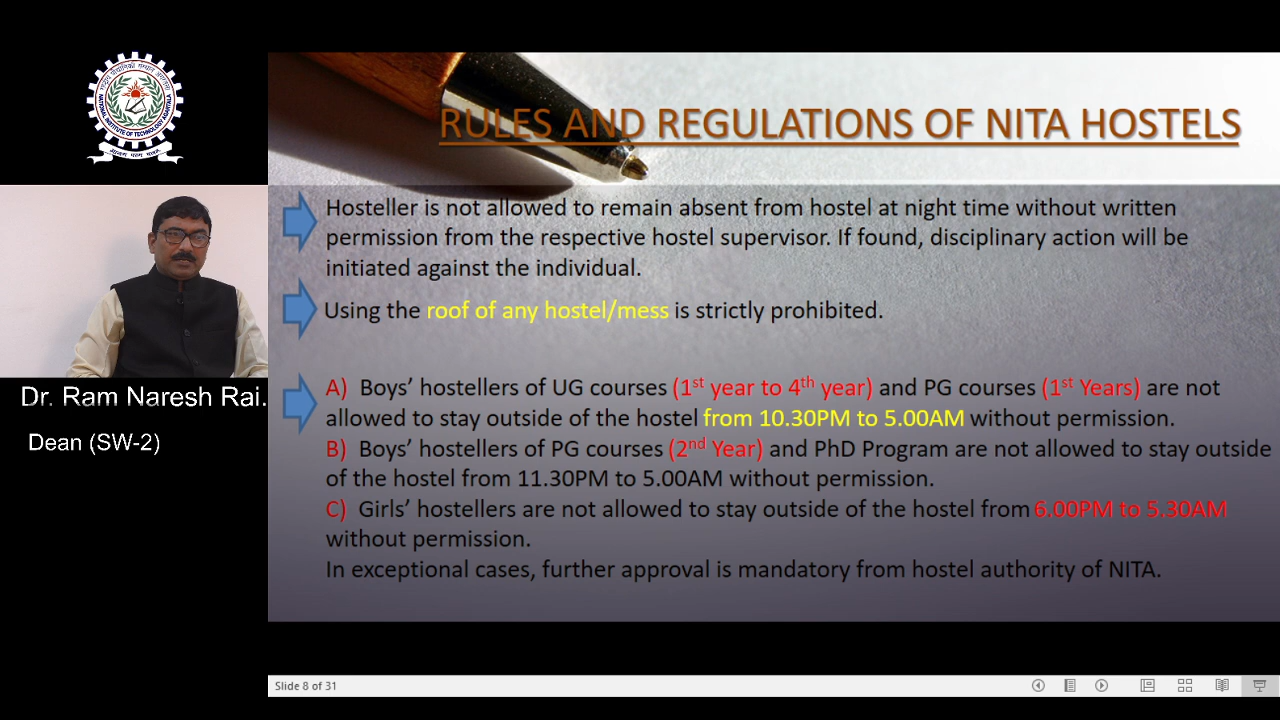 NATIONAL INSTITUTE OF TECHNOLOGY AGARTALA
RULES AND REGULATIONS OF NITA HOSTELS
Hosteller is not allowed to remain absent from hostel at night time without written
permission from the respective hostel supervisor. If found, disciplinary action will be
initiated against the individual.
Using the roof of any hostel/mess is strictly prohibited.
Dr. Ram Naresh Rai.
Dean (SW-2)
A) Boys’ hostellers of UG courses (1st year to 4th year) and PG courses (1st Years) are not
allowed to stay outside of the hostel from 10.30PM to 5.00AM without permission.
B) Boys’ hostellers of PG courses (2nd Year) and PhD Program are not allowed to stay outside
of the hostel from 11.30PM to 5.00AM without permission.
C) Girls’ hostellers are not allowed to stay outside of the hostel from 6.00PM to 5.30AM
without permission.
In exceptional cases, further approval is mandatory from hostel authority of NITA.
Slide 8 of 31